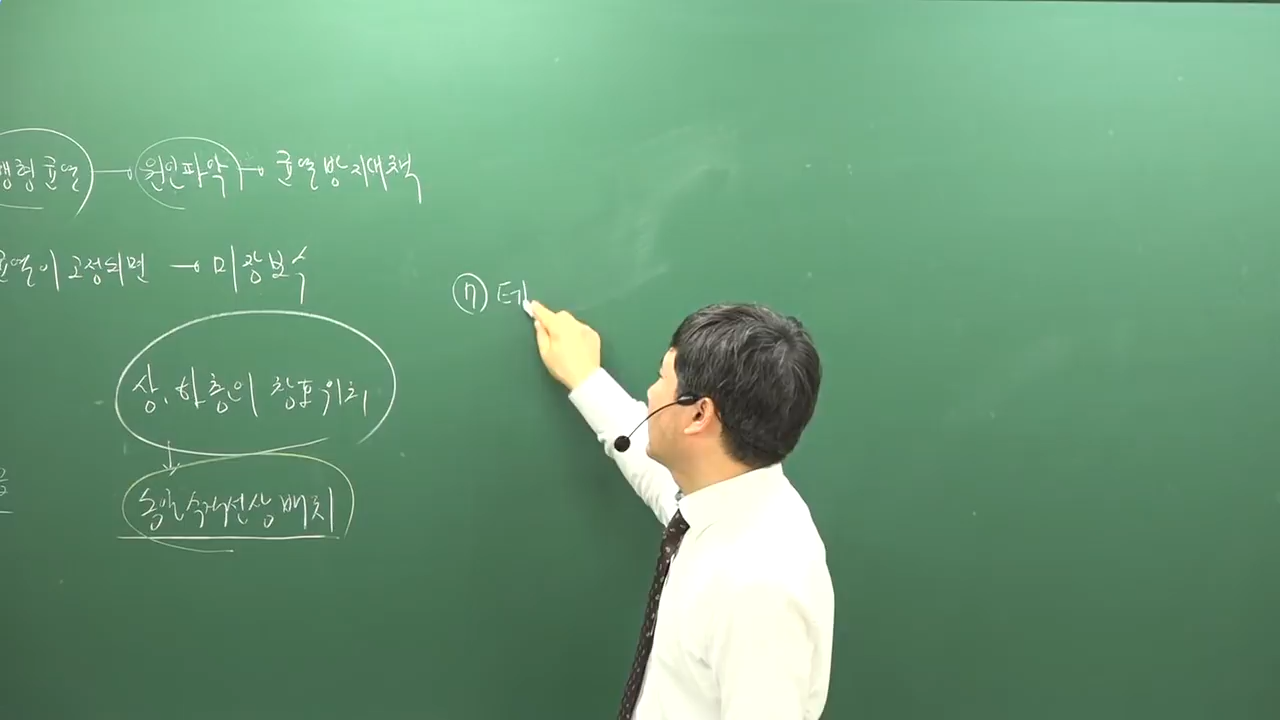 행형균열 → 원인파악 → 균열방지대책
균열이 고정되면 → 미장보수
상.하층의 창호위치
↓
동일수직선상 배치
⑦